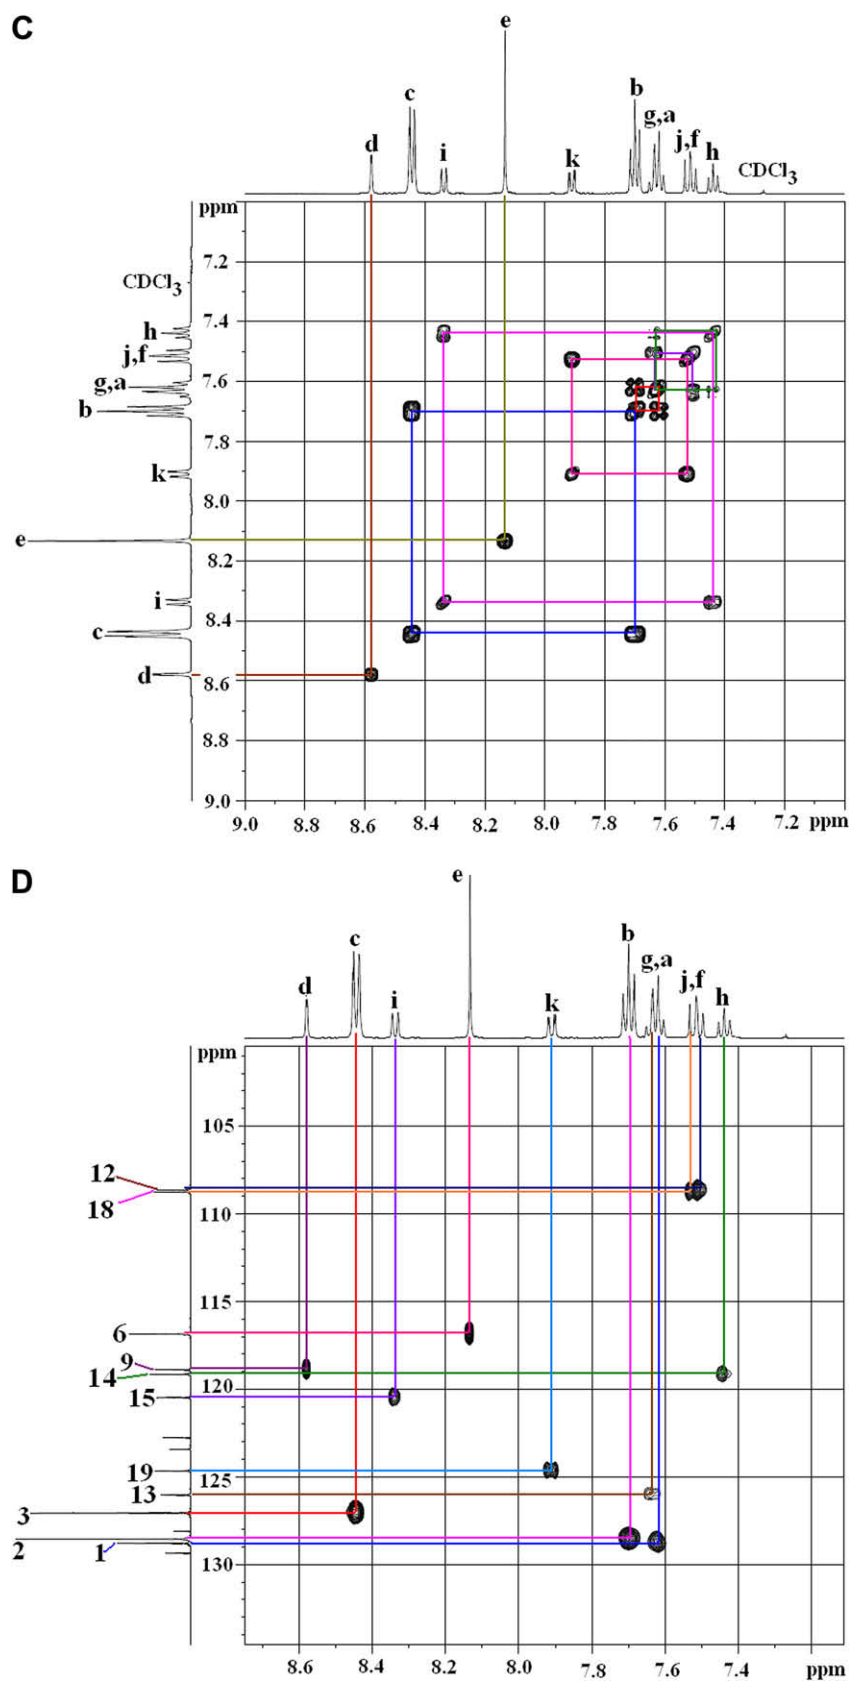 C
e
b
c
g,a
j,f
d
i
k
h
CDCl3
ppm
7.2
CDCl3
h
7.4
j,f
7.6
g,a
b
7.8
k
8.0
e
8.2
i
8.4
c
d
8.6
8.8
9.0
9.0 8.8 8.6 8.4 8.2 8.0 7.8 7.6 7.4 7.2 ppm
D
e
b
c
g,a
j,f
d
i
k
h
ppm
105
12
18
110
115
6
9
14
120
15
19
125
13
3
2
1
130
8.6 8.4 8.2 8.0 7.8 7.6 7.4 ppm